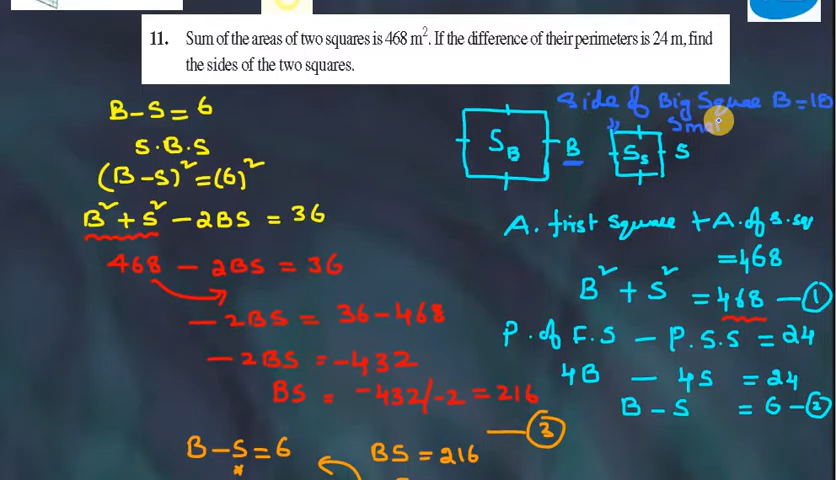 11. Sum of the areas of two squares is 468 m². If the difference of their perimeters is 24 m, find
the sides of the two squares.
Side of Big Square B = 18
B - S = 6
S.B.S
(B - S)² = (6)²
B² + S² - 2BS = 36
468 - 2BS = 36
- 2BS = 36 - 468
- 2BS = -432
BS = -432/-2 = 216
B - S = 6
*
BS = 216 — ③
S_B B
S_S S
A. first square + A. of s. sq
= 468
B² + S² = 468 — ①
P. of F.S - P.S.S = 24
4B - 4S = 24
B - S = 6 — ②